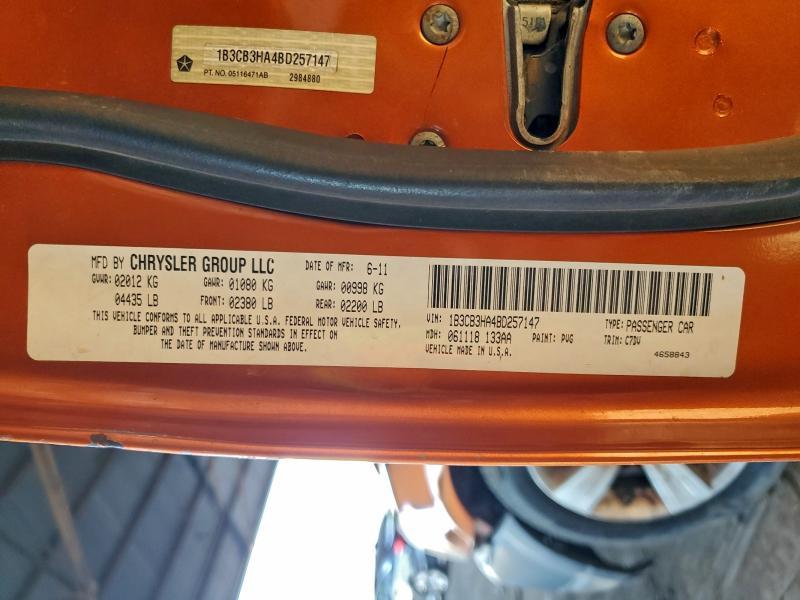 5151
1B3CB3HA4BD257147
PT. NO. 05116471AB 2984880
MFD BY CHRYSLER GROUP LLC DATE OF MFR: 6-11
GVWR: 02012 KG GAWR: 01080 KG GAWR: 00998 KG
04435 LB FRONT: 02380 LB REAR: 02200 LB
THIS VEHICLE CONFORMS TO ALL APPLICABLE U.S.A. FEDERAL MOTOR VEHICLE SAFETY,
BUMPER AND THEFT PREVENTION STANDARDS IN EFFECT ON
THE DATE OF MANUFACTURE SHOWN ABOVE.
VIN: 1B3CB3HA4BD257147 TYPE: PASSENGER CAR
MDH: 061118 133AA PAINT: PVG TRIM: C7DV
VEHICLE MADE IN U.S.A. 4658843